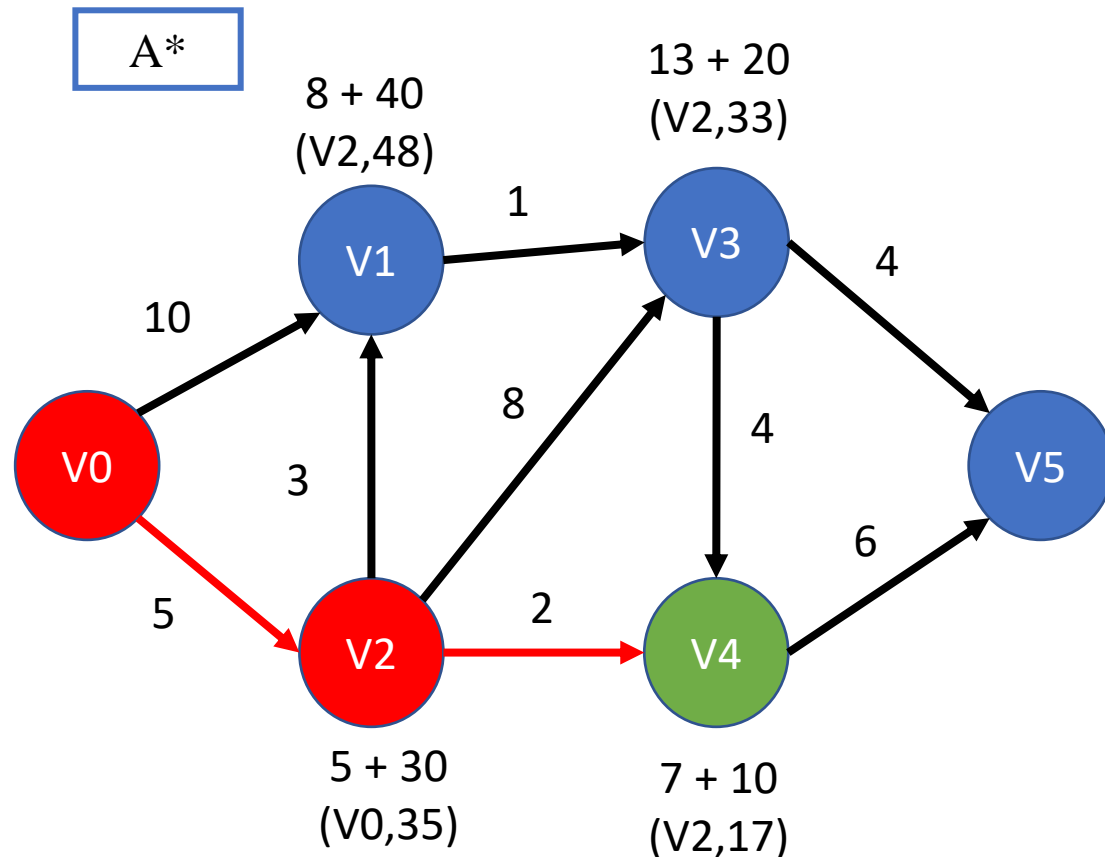 A*
8 + 40
(V2,48)
13 + 20
(V2,33)
1
V1
V3
4
10
8
4
V0
3
V5
6
5
2
V2
V4
5 + 30
(V0,35)
7 + 10
(V2,17)